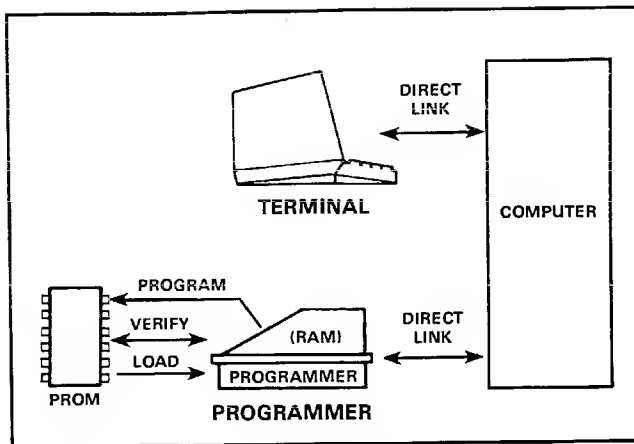 DIRECT
LINK
TERMINAL
COMPUTER
PROGRAM
VERIFY
LOAD
PROM
(RAM)
PROGRAMMER
PROGRAMMER
DIRECT
LINK